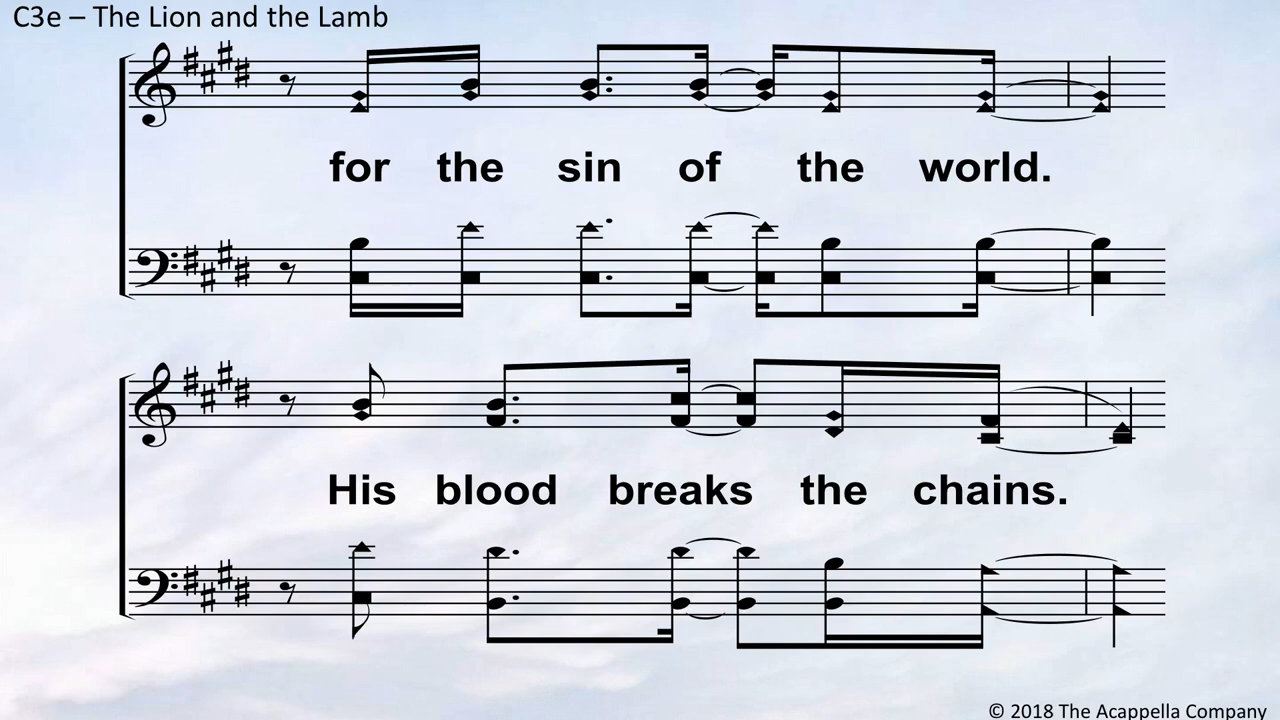 C3e – The Lion and the Lamb
for the sin of the world.
His blood breaks the chains.
© 2018 The Acappella Company